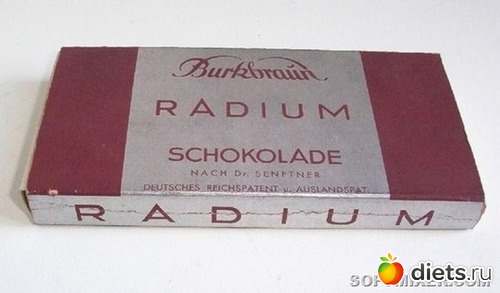 Burkbraun
RADIUM
SCHOKOLADE
NACH Dr. SENFTNER
DEUTSCHES REICHSPATENT u. AUSLANDSPAT.
RADIUM
diets.ru